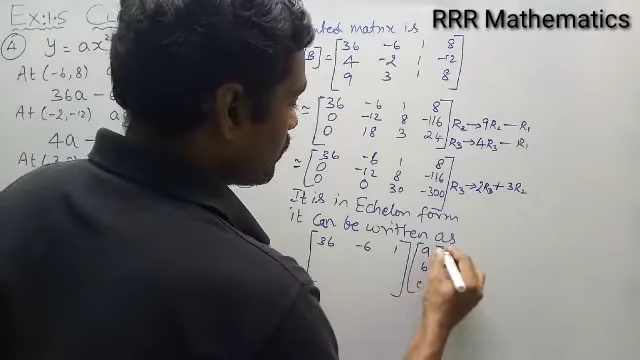 RRR Mathematics
Ex:1.5
matrix is
4 y = ax²
B] = [36 -6 1 8
4 -2 1 -12
9 3 1 8]
At (-6, 8)
36a - 6
At (-2, -12)
4a -
≈ [36 -6 1 8
0 -12 8 -116 R₂→9R₂-R₁
0 18 3 24] R₃→4R₃-R₁
≈ [36 -6 1 8
0 -12 8 -116
0 0 30 -300] R₃→2R₃+3R₂
It is in Echelon form
it can be written as
[36 -6 1] [a
b